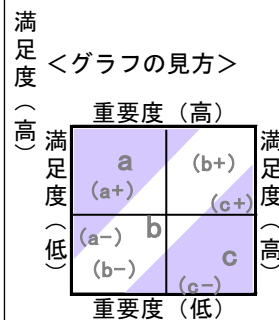 満足度（高）
＜グラフの見方＞
重要度（高）
満足度（低）
満足度（高）
a
(a+)
(b+)
(c+)
(a−)
b
(b−)
c
(c−)
重要度（低）